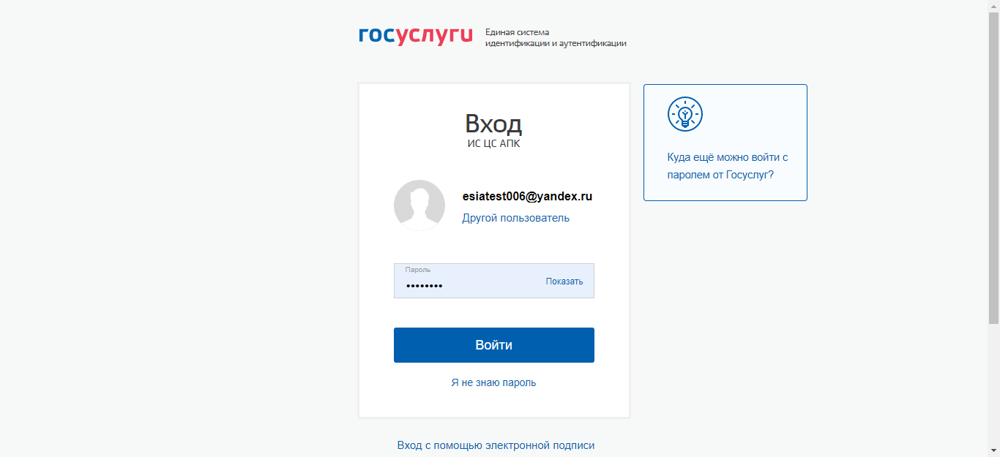 госуслуги
Единая система
идентификации и аутентификации
Вход
ИС ЦС АПК
esiatest006@yandex.ru
Другой пользователь
Пароль
••••••••
Показать
Войти
Я не знаю пароль
Вход с помощью электронной подписи
Куда ещё можно войти с
паролем от Госуслуг?